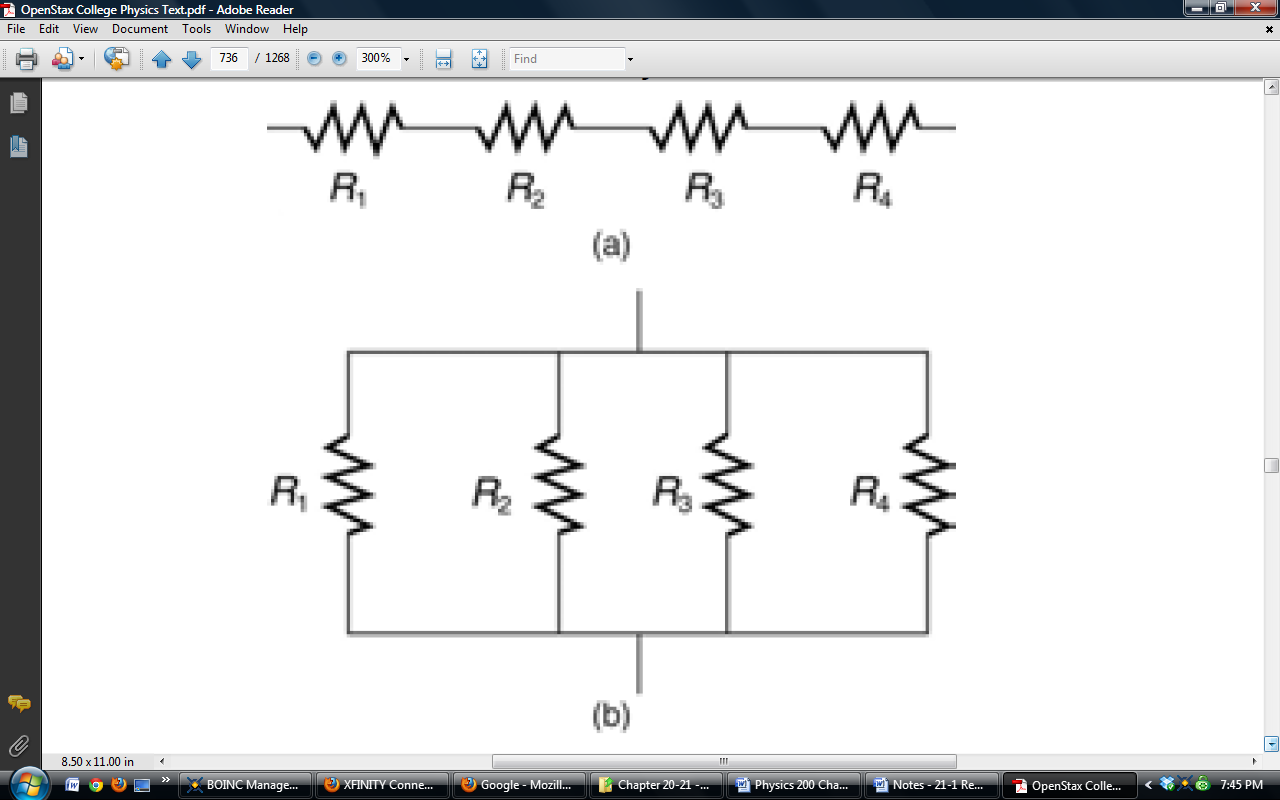 OpenStax College Physics Text.pdf - Adobe Reader
File Edit View Document Tools Window Help
736 / 1268 300% Find
R1 R2 R3 R4
(a)
R1 R2 R3 R4
(b)
8.50 x 11.00 in
BOINC Manage... XFINITY Conne... Google - Mozill... Chapter 20-21 -... Physics 200 Cha... Notes - 21-1 Re... OpenStax Colle... 7:45 PM